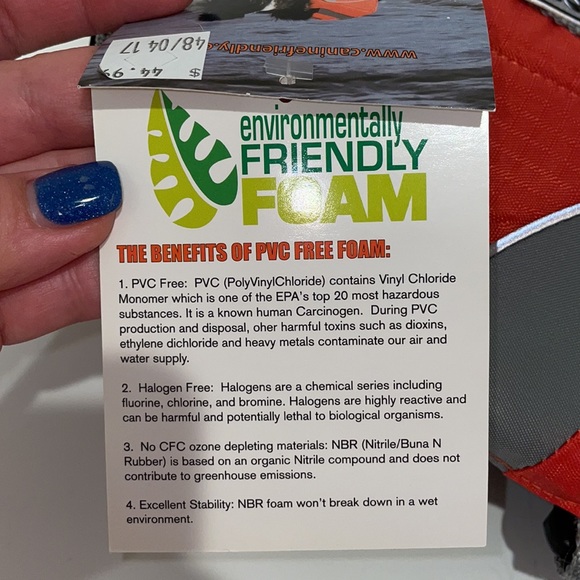 www.caninefriendly.c
48/04 17
$ 44.99
environmentally
FRIENDLY
FOAM
THE BENEFITS OF PVC FREE FOAM:
1. PVC Free: PVC (PolyVinylChloride) contains Vinyl Chloride
Monomer which is one of the EPA's top 20 most hazardous
substances. It is a known human Carcinogen. During PVC
production and disposal, oher harmful toxins such as dioxins,
ethylene dichloride and heavy metals contaminate our air and
water supply.
2. Halogen Free: Halogens are a chemical series including
fluorine, chlorine, and bromine. Halogens are highly reactive and
can be harmful and potentially lethal to biological organisms.
3. No CFC ozone depleting materials: NBR (Nitrile/Buna N
Rubber) is based on an organic Nitrile compound and does not
contribute to greenhouse emissions.
4. Excellent Stability: NBR foam won't break down in a wet
environment.